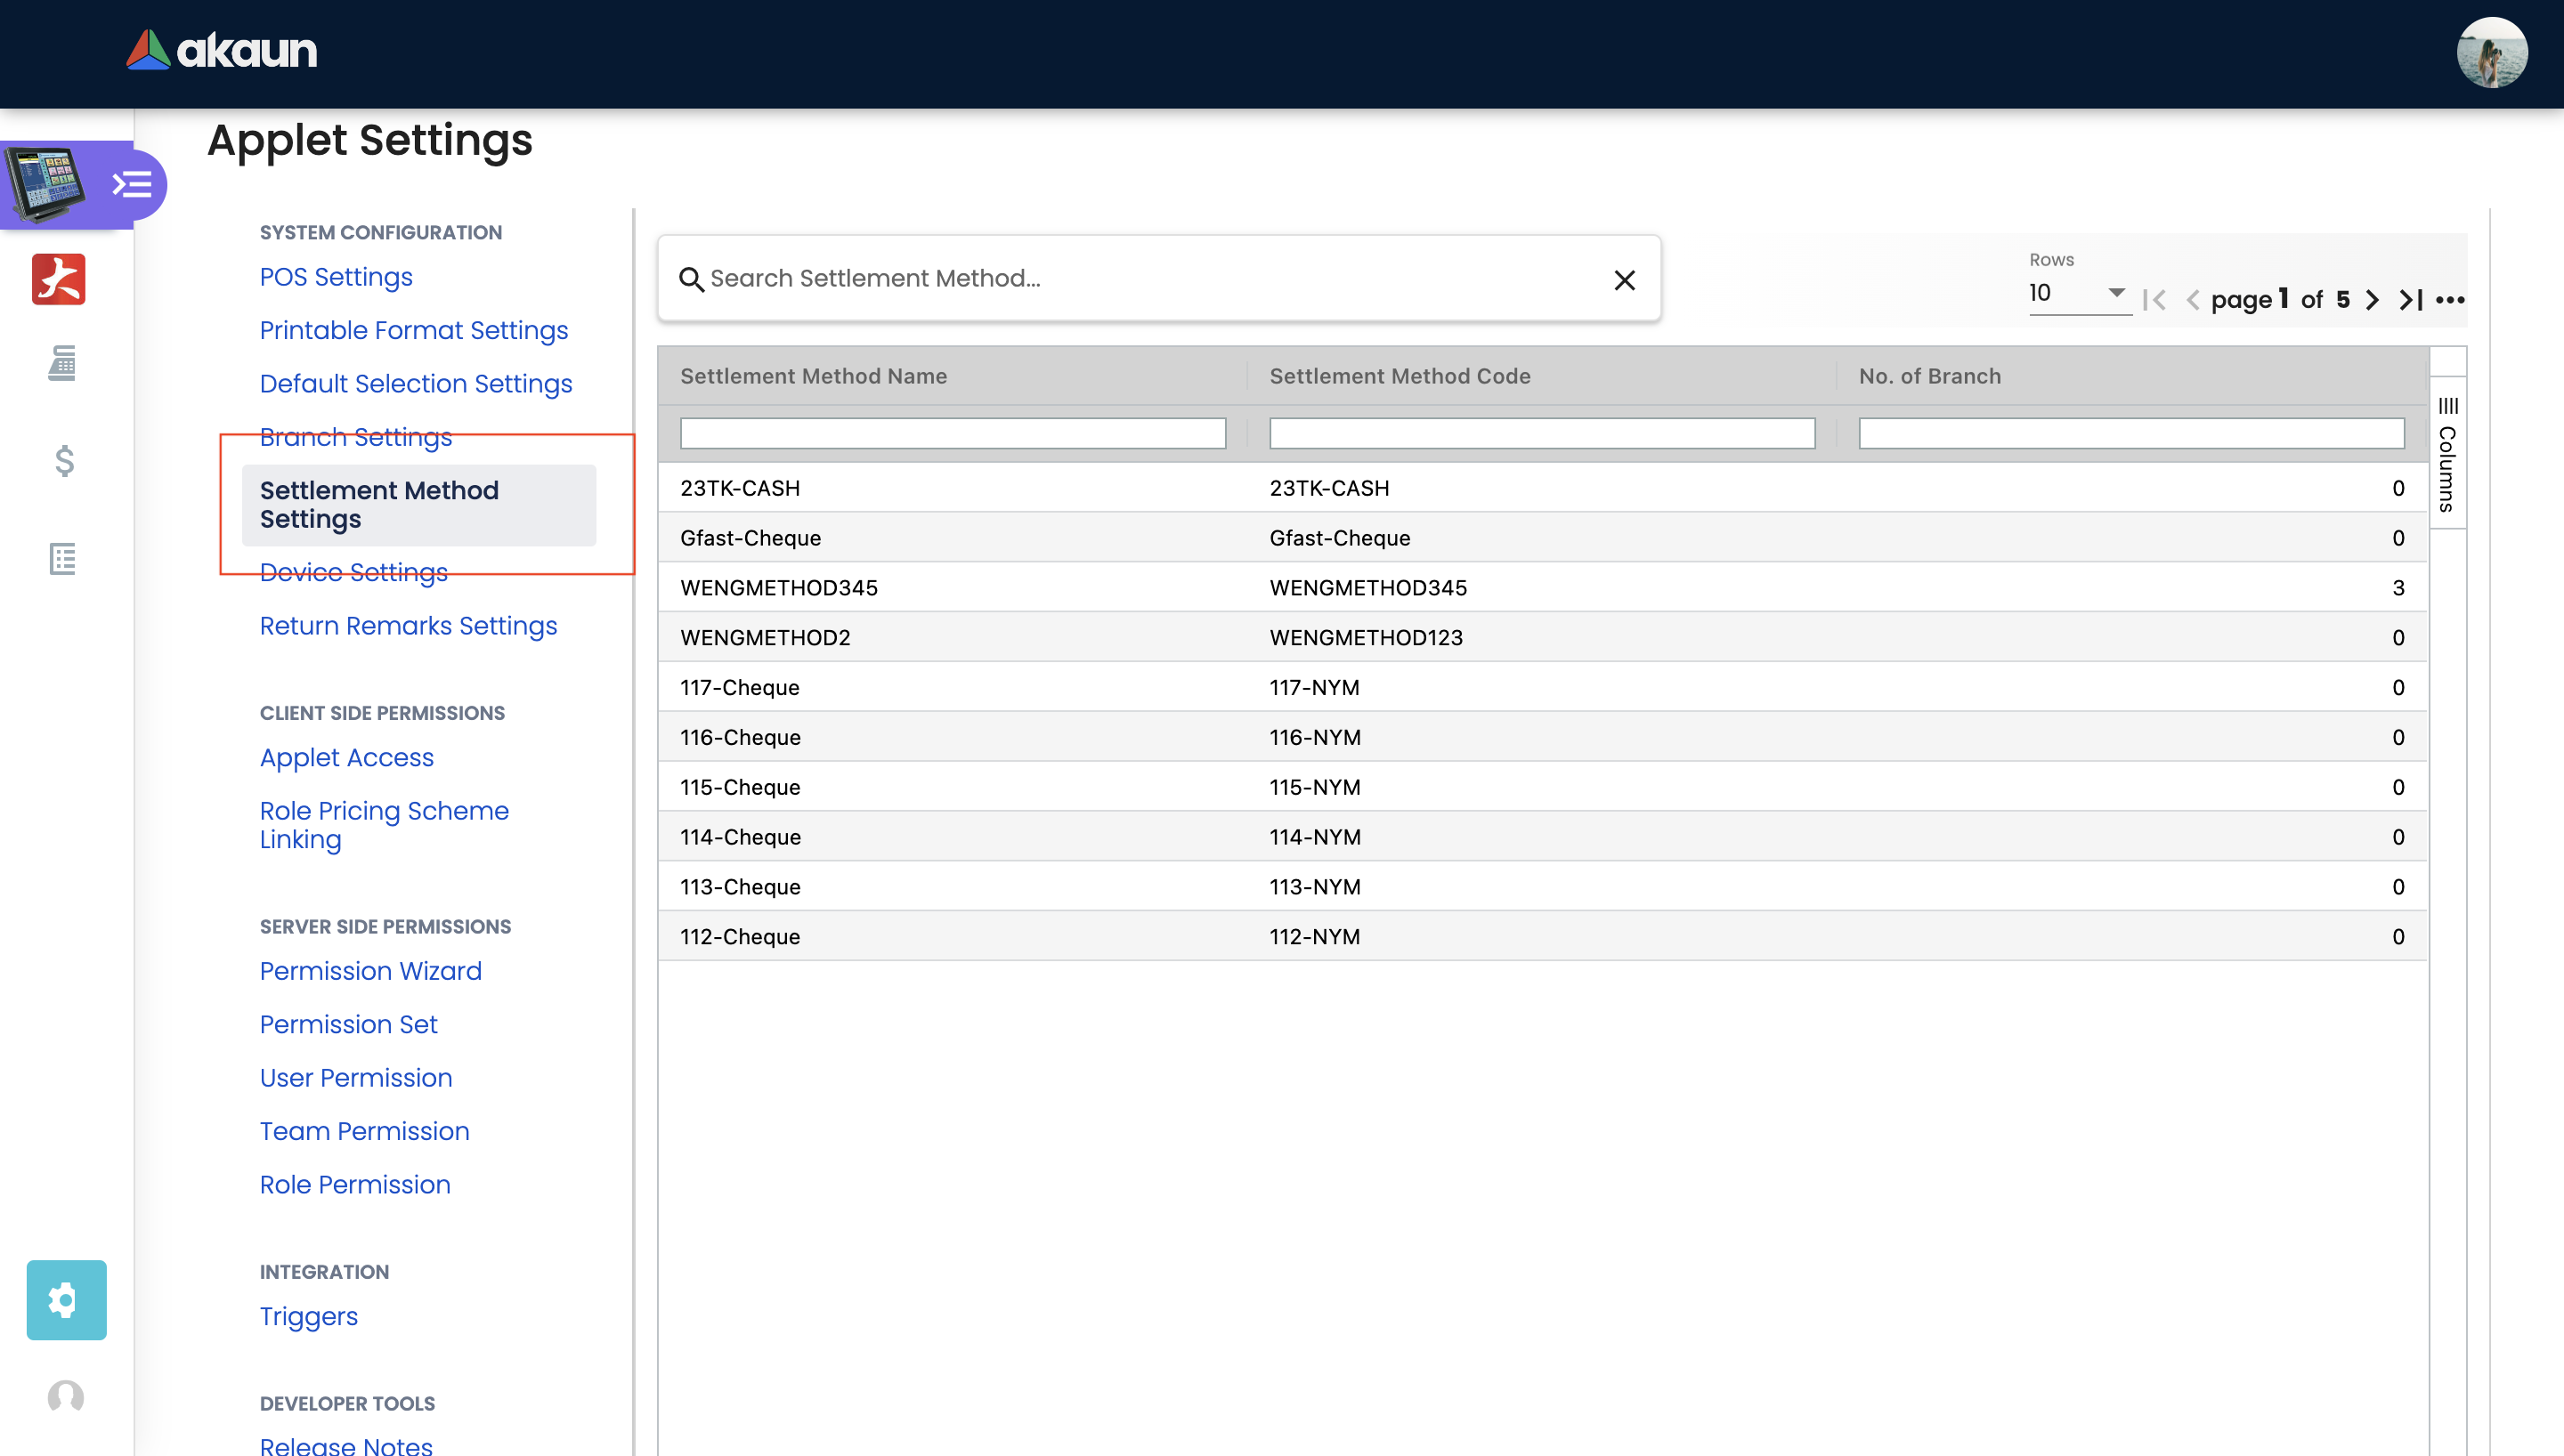 akaun
Applet Settings
SYSTEM CONFIGURATION
POS Settings
Printable Format Settings
Default Selection Settings
Branch Settings
Settlement Method
Settings
Device Settings
Return Remarks Settings
CLIENT SIDE PERMISSIONS
Applet Access
Role Pricing Scheme
Linking
SERVER SIDE PERMISSIONS
Permission Wizard
Permission Set
User Permission
Team Permission
Role Permission
INTEGRATION
Triggers
DEVELOPER TOOLS
Release Notes
Search Settlement Method...
Rows
10
page 1 of 5
Settlement Method Name Settlement Method Code No. of Branch
23TK-CASH 23TK-CASH 0
Gfast-Cheque Gfast-Cheque 0
WENGMETHOD345 WENGMETHOD345 3
WENGMETHOD2 WENGMETHOD123 0
117-Cheque 117-NYM 0
116-Cheque 116-NYM 0
115-Cheque 115-NYM 0
114-Cheque 114-NYM 0
113-Cheque 113-NYM 0
112-Cheque 112-NYM 0
Columns